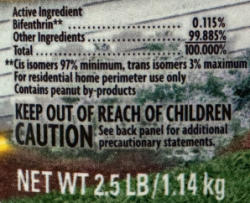 Active Ingredient
Bifenthrin** ............ 0.115%
Other Ingredients ............ 99.885%
Total ............ 100.000%
**Cis isomers 97% minimum, trans isomers 3% maximum
For residential home perimeter use only
Contains peanut by-products
KEEP OUT OF REACH OF CHILDREN
CAUTION See back panel for additional
precautionary statements.
NET WT 2.5 LB/1.14 kg